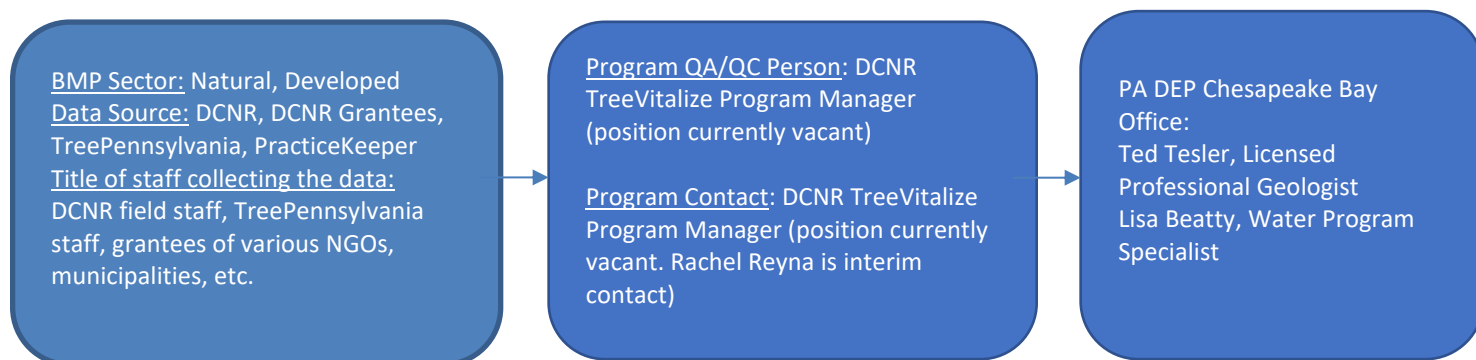 BMP Sector: Natural, Developed
Data Source: DCNR, DCNR Grantees,
TreePennsylvania, PracticeKeeper
Title of staff collecting the data:
DCNR field staff, TreePennsylvania
staff, grantees of various NGOs,
municipalities, etc.
Program QA/QC Person: DCNR
TreeVitalize Program Manager
(position currently vacant)
Program Contact: DCNR TreeVitalize
Program Manager (position currently
vacant. Rachel Reyna is interim
contact)
PA DEP Chesapeake Bay
Office:
Ted Tesler, Licensed
Professional Geologist
Lisa Beatty, Water Program
Specialist